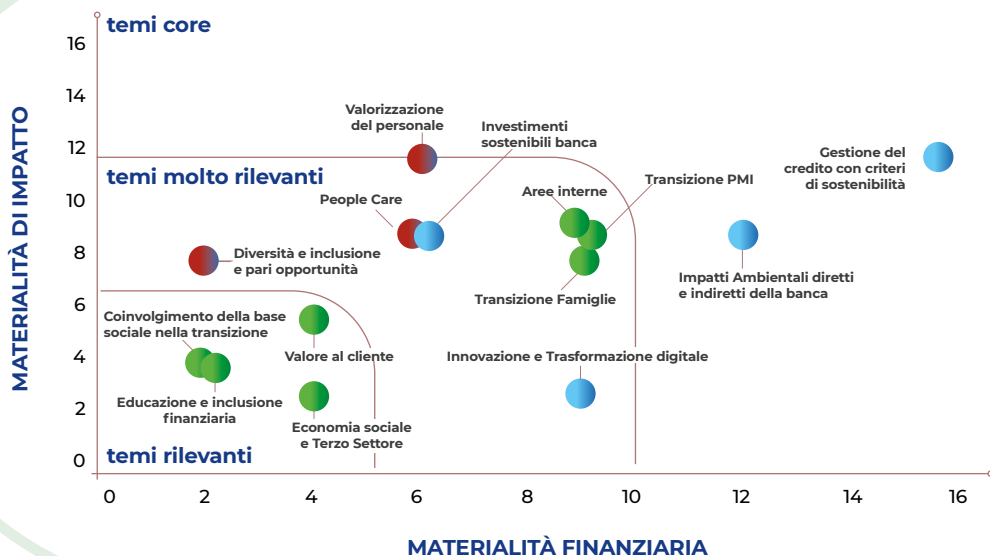 temi core
16
14
12
10
8
6
4
2
0
MATERIALITÀ DI IMPATTO
Valorizzazione
del personale
Investimenti
sostenibili banca
Gestione del
credito con criteri
di sostenibilità
temi molto rilevanti
People Care
Aree interne
Transizione PMI
Diversità e inclusione
e pari opportunità
Transizione Famiglie
Impatti Ambientali diretti
e indiretti della banca
Coinvolgimento della base
sociale nella transizione
Valore al cliente
Innovazione e Trasformazione digitale
Educazione e inclusione
finanziaria
Economia sociale
e Terzo Settore
temi rilevanti
0 2 4 6 8 10 12 14 16
MATERIALITÀ FINANZIARIA